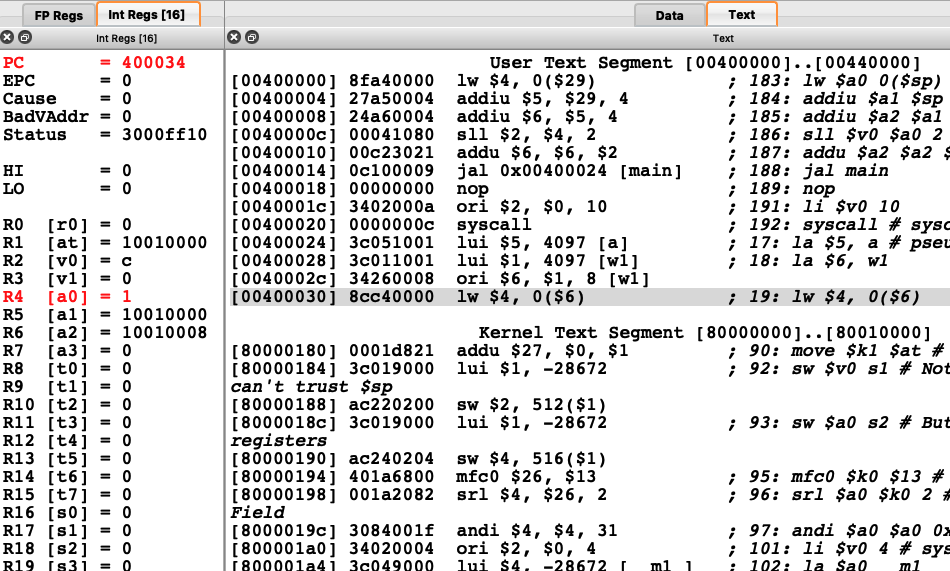 FP Regs
Int Regs [16]
Data
Text
Int Regs [16]
Text
PC = 400034
EPC = 0
Cause = 0
BadVAddr = 0
Status = 3000ff10
HI = 0
LO = 0
R0 [r0] = 0
R1 [at] = 10010000
R2 [v0] = c
R3 [v1] = 0
R4 [a0] = 1
R5 [a1] = 10010000
R6 [a2] = 10010008
R7 [a3] = 0
R8 [t0] = 0
R9 [t1] = 0
R10 [t2] = 0
R11 [t3] = 0
R12 [t4] = 0
R13 [t5] = 0
R14 [t6] = 0
R15 [t7] = 0
R16 [s0] = 0
R17 [s1] = 0
R18 [s2] = 0
R19 [s3] = 0
User Text Segment [00400000]..[00440000]
[00400000] 8fa40000 lw $4, 0($29) ; 183: lw $a0 0($sp)
[00400004] 27a50004 addiu $5, $29, 4 ; 184: addiu $a1 $sp
[00400008] 24a60004 addiu $6, $5, 4 ; 185: addiu $a2 $a1
[0040000c] 00041080 sll $2, $4, 2 ; 186: sll $v0 $a0 2
[00400010] 00c23021 addu $6, $6, $2 ; 187: addu $a2 $a2 $
[00400014] 0c100009 jal 0x00400024 [main] ; 188: jal main
[00400018] 00000000 nop ; 189: nop
[0040001c] 3402000a ori $2, $0, 10 ; 191: li $v0 10
[00400020] 0000000c syscall ; 192: syscall # sysc
[00400024] 3c051001 lui $5, 4097 [a] ; 17: la $5, a # pseu
[00400028] 3c011001 lui $1, 4097 [w1] ; 18: la $6, w1
[0040002c] 34260008 ori $6, $1, 8 [w1]
[00400030] 8cc40000 lw $4, 0($6) ; 19: lw $4, 0($6)
Kernel Text Segment [80000000]..[80010000]
[80000180] 0001d821 addu $27, $0, $1 ; 90: move $k1 $at #
[80000184] 3c019000 lui $1, -28672 ; 92: sw $v0 s1 # Not
can't trust $sp
[80000188] ac220200 sw $2, 512($1)
[8000018c] 3c019000 lui $1, -28672 ; 93: sw $a0 s2 # But
registers
[80000190] ac240204 sw $4, 516($1)
[80000194] 401a6800 mfc0 $26, $13 ; 95: mfc0 $k0 $13 #
[80000198] 001a2082 srl $4, $26, 2 ; 96: srl $a0 $k0 2 #
Field
[8000019c] 3084001f andi $4, $4, 31 ; 97: andi $a0 $a0 0x
[800001a0] 34020004 ori $2, $0, 4 ; 101: li $v0 4 # sys
[800001a4] 3c049000 lui $4, -28672 [__m1_] ; 102: la $a0 __m1_